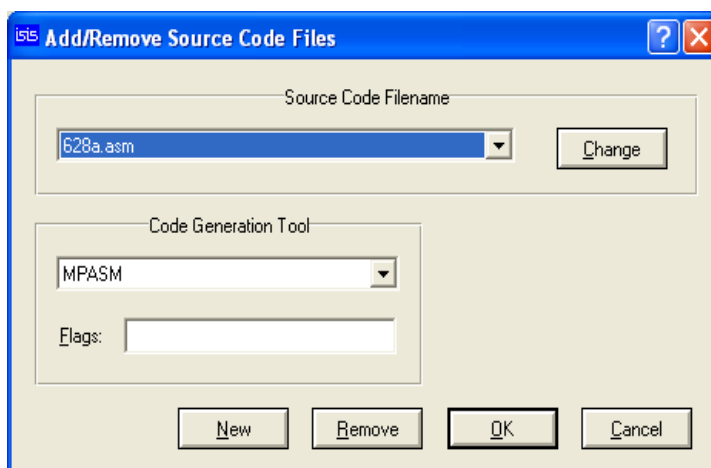 isis Add/Remove Source Code Files ?
Source Code Filename
628a.asm
Change
Code Generation Tool
MPASM
Flags:
New Remove OK Cancel